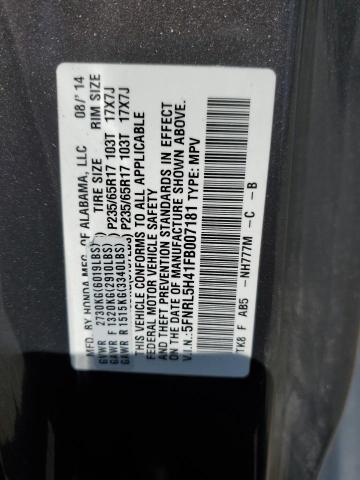 MFD. BY HONDA MFG. OF ALABAMA, LLC 08/'14
TIRE SIZE RIM SIZE
GVWR 2730KG(6019LBS)
GAWR F 1320KG(2910LBS) P235/65R17 103T 17X7J
GAWR R 1515KG(3340LBS) P235/65R17 103T 17X7J
THIS VEHICLE CONFORMS TO ALL APPLICABLE
FEDERAL MOTOR VEHICLE SAFETY
AND THEFT PREVENTION STANDARDS IN EFFECT
ON THE DATE OF MANUFACTURE SHOWN ABOVE.
V.I.N.:5FNRL5H41FB007181 TYPE: MPV
TK8 F AB5 -NH777M -C -B